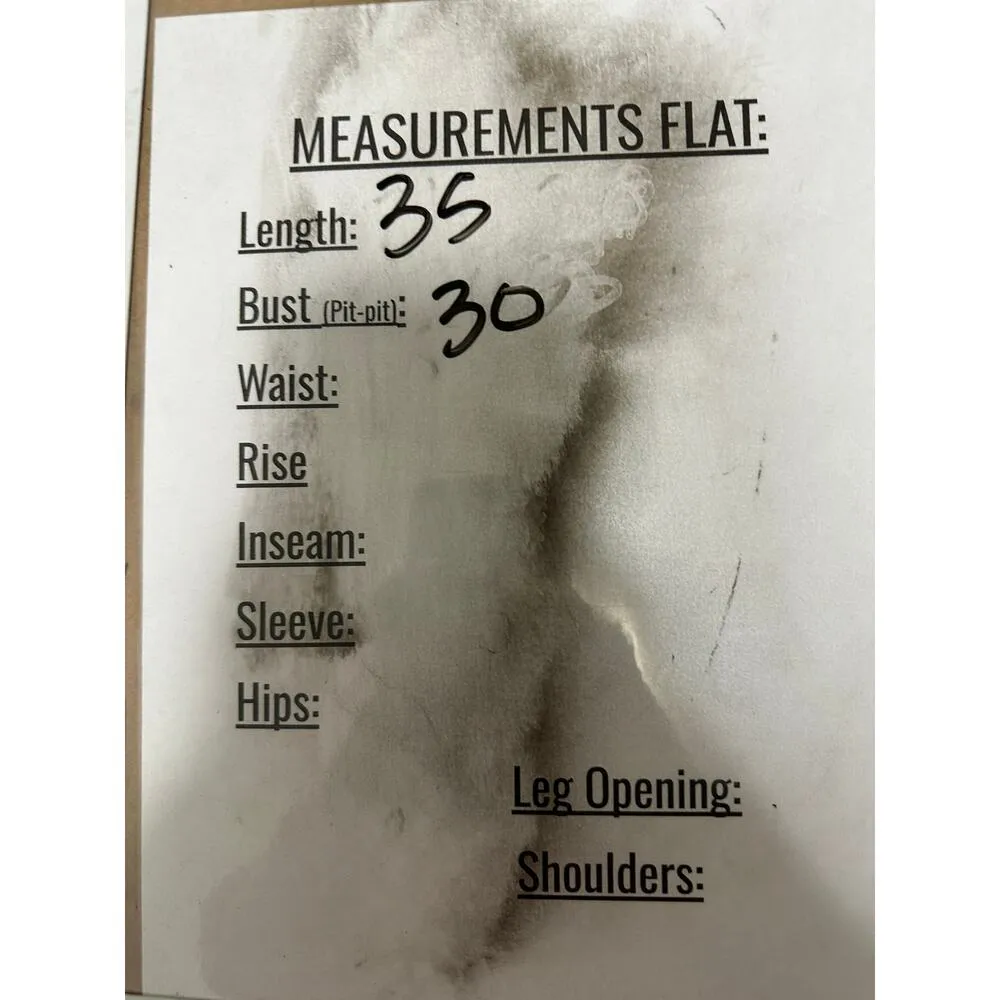 MEASUREMENTS FLAT:
Length: 35
Bust (Pit-pit): 30
Waist:
Rise
Inseam:
Sleeve:
Hips:
Leg Opening:
Shoulders: